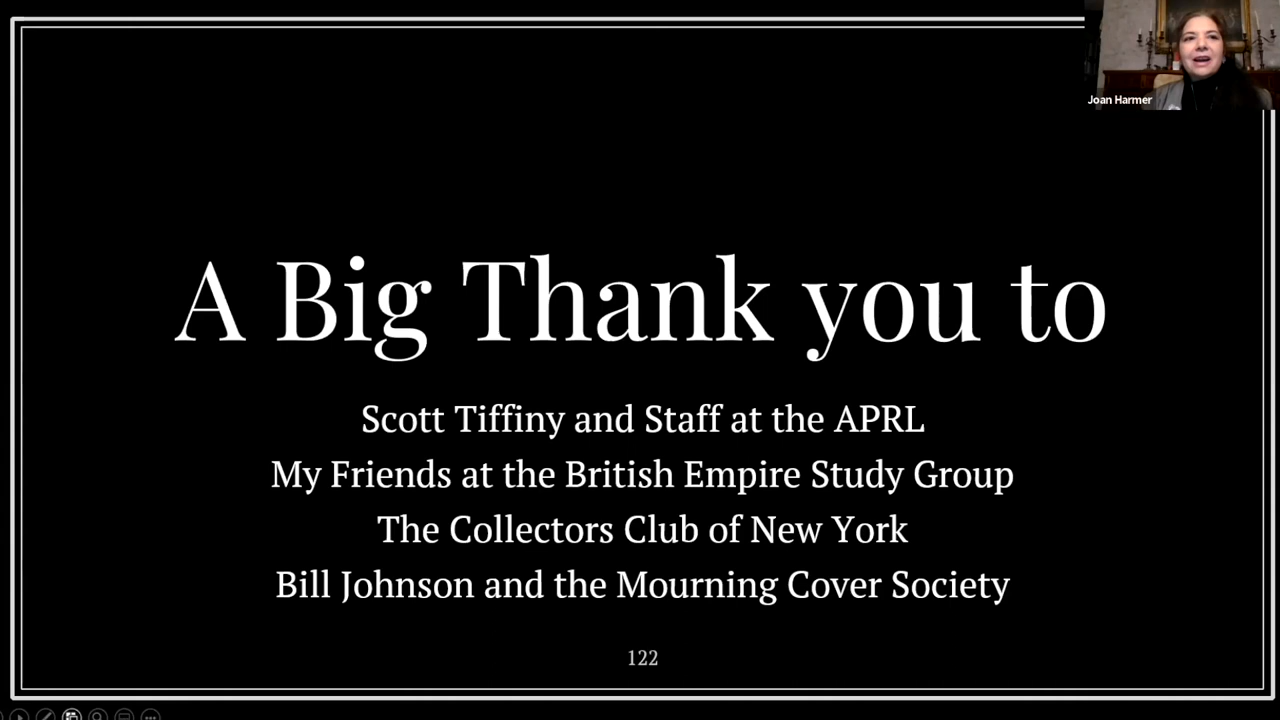 Joan Harmer
A Big Thank you to
Scott Tiffiny and Staff at the APRL
My Friends at the British Empire Study Group
The Collectors Club of New York
Bill Johnson and the Mourning Cover Society
122